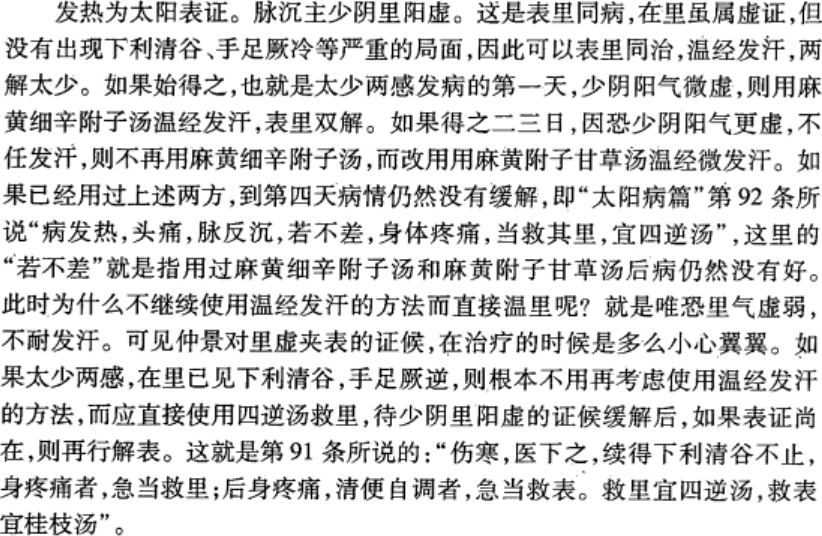 发热为太阳表证。脉沉主少阴里阳虚。这是表里同病，在里虽属虚证，但
没有出现下利清谷、手足厥冷等严重的局面，因此可以表里同治，温经发汗，两
解太少。如果始得之，也就是太少两感发病的第一天，少阴阳气微虚，则用麻
黄细辛附子汤温经发汗，表里双解。如果得之二三日，因恐少阴阳气更虚，不
任发汗，则不再用麻黄细辛附子汤，而改用用麻黄附子甘草汤温经微发汗。如
果已经用过上述两方，到第四天病情仍然没有缓解，即“太阳病篇”第 92 条所
说“病发热，头痛，脉反沉，若不差，身体疼痛，当救其里，宜四逆汤”，这里的
“若不差”就是指用过麻黄细辛附子汤和麻黄附子甘草汤后病仍然没有好。
此时为什么不继续使用温经发汗的方法而直接温里呢？就是唯恐里气虚弱，
不耐发汗。可见仲景对里虚夹表的证候，在治疗的时候是多么小心翼翼。如
果太少两感，在里已见下利清谷，手足厥逆，则根本不用再考虑使用温经发汗
的方法，而应直接使用四逆汤救里，待少阴里阳虚的证候缓解后，如果表证尚
在，则再行解表。这就是第 91 条所说的：“伤寒，医下之，续得下利清谷不止，
身疼痛者，急当救里；后身疼痛，清便自调者，急当救表。救里宜四逆汤，救表
宜桂枝汤”。